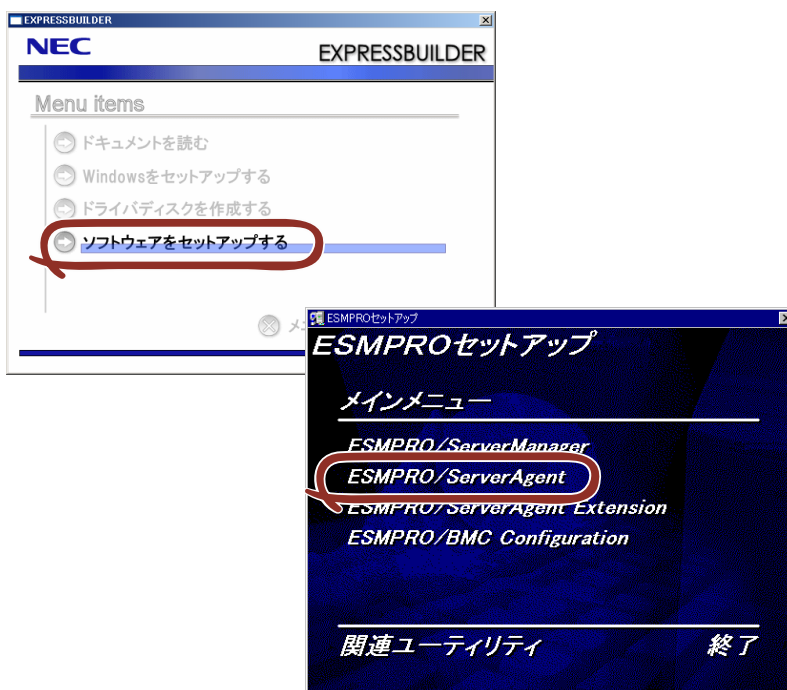 EXPRESSBUILDER
NEC
EXPRESSBUILDER
Menu items
ドキュメントを読む
Windowsをセットアップする
ドライバディスクを作成する
ソフトウェアをセットアップする
メ
ESMPROセットアップ
ESMPROセットアップ
メインメニュー
ESMPRO/ServerManager
ESMPRO/ServerAgent
ESMPRO/ServerAgent Extension
ESMPRO/BMC Configuration
関連ユーティリティ 終了